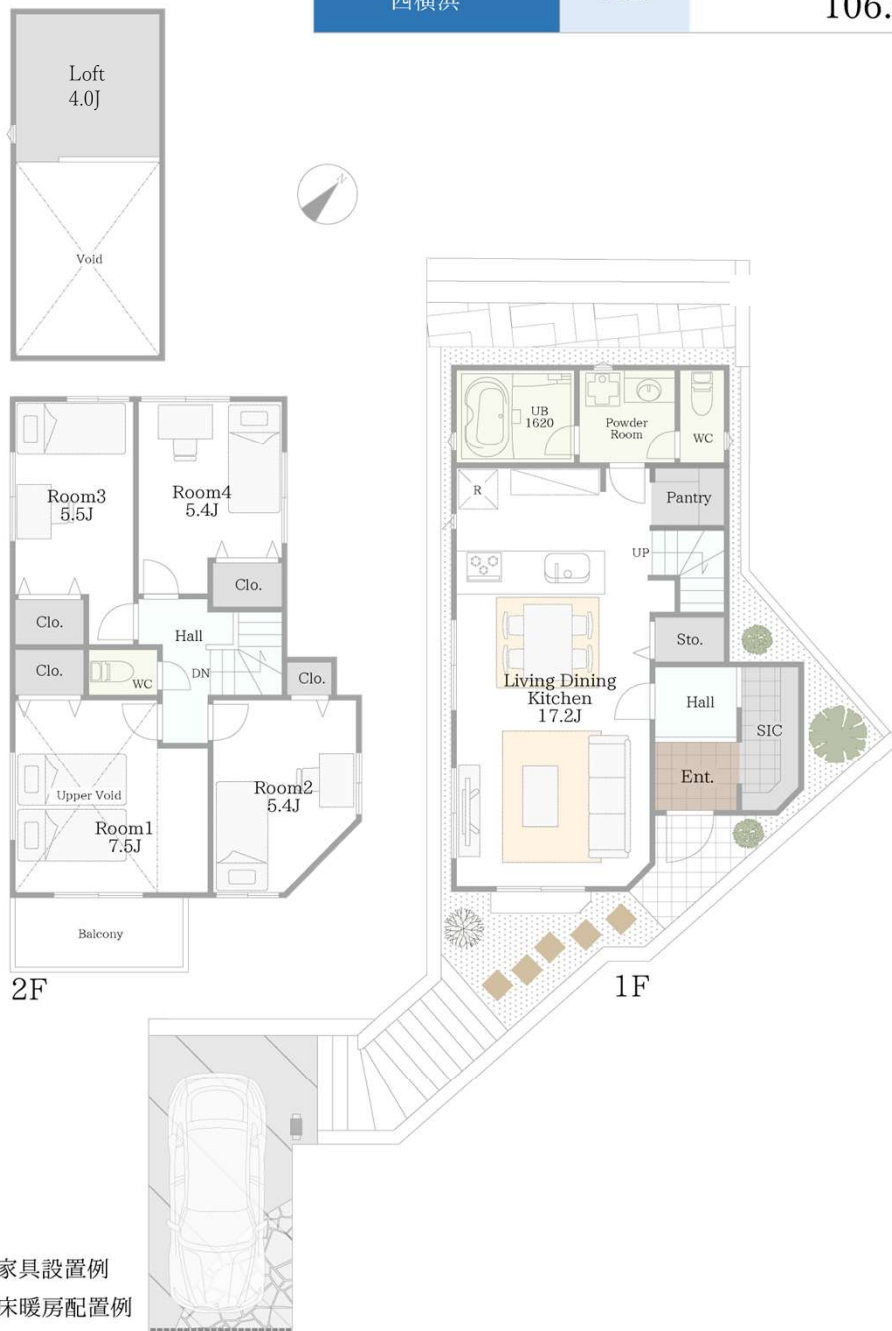 西横浜
106.
Loft
4.0J
N
Void
Room3
5.5J
Room4
5.4J
Clo.
Clo.
Hall
Clo.
WC
DN
Clo.
Upper Void
Room1
7.5J
Room2
5.4J
Balcony
2F
UB
1620
Powder
Room
WC
R
Pantry
UP
Sto.
Living Dining
Kitchen
17.2J
Hall
SIC
Ent.
1F
家具設置例
床暖房配置例